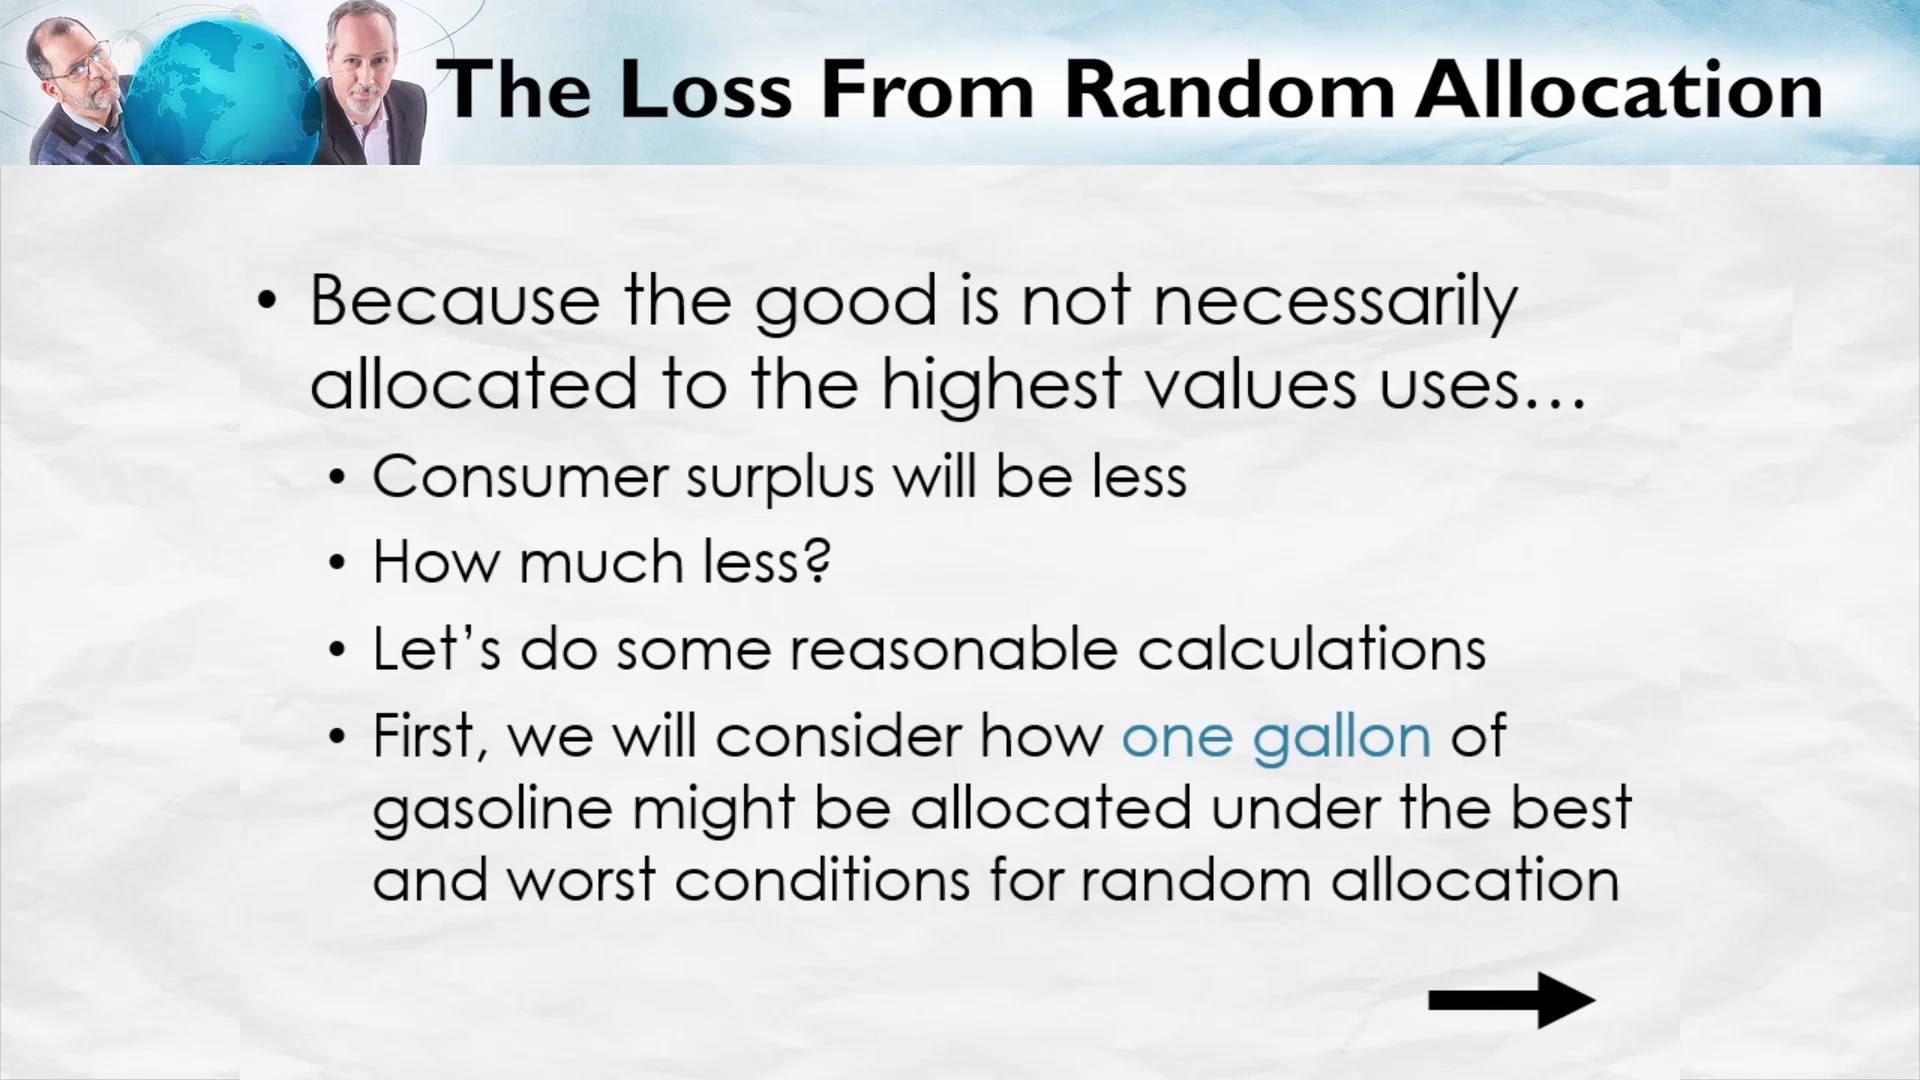 The Loss From Random Allocation
• Because the good is not necessarily
allocated to the highest values uses…
• Consumer surplus will be less
• How much less?
• Let’s do some reasonable calculations
• First, we will consider how one gallon of
gasoline might be allocated under the best
and worst conditions for random allocation